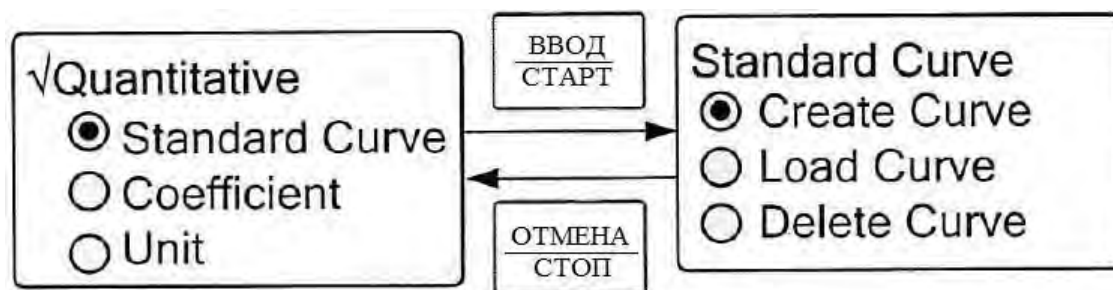 √Quantitative
Standard Curve
Coefficient
Unit
ВВОД
СТАРТ
ОТМЕНА
СТОП
Standard Curve
Create Curve
Load Curve
Delete Curve